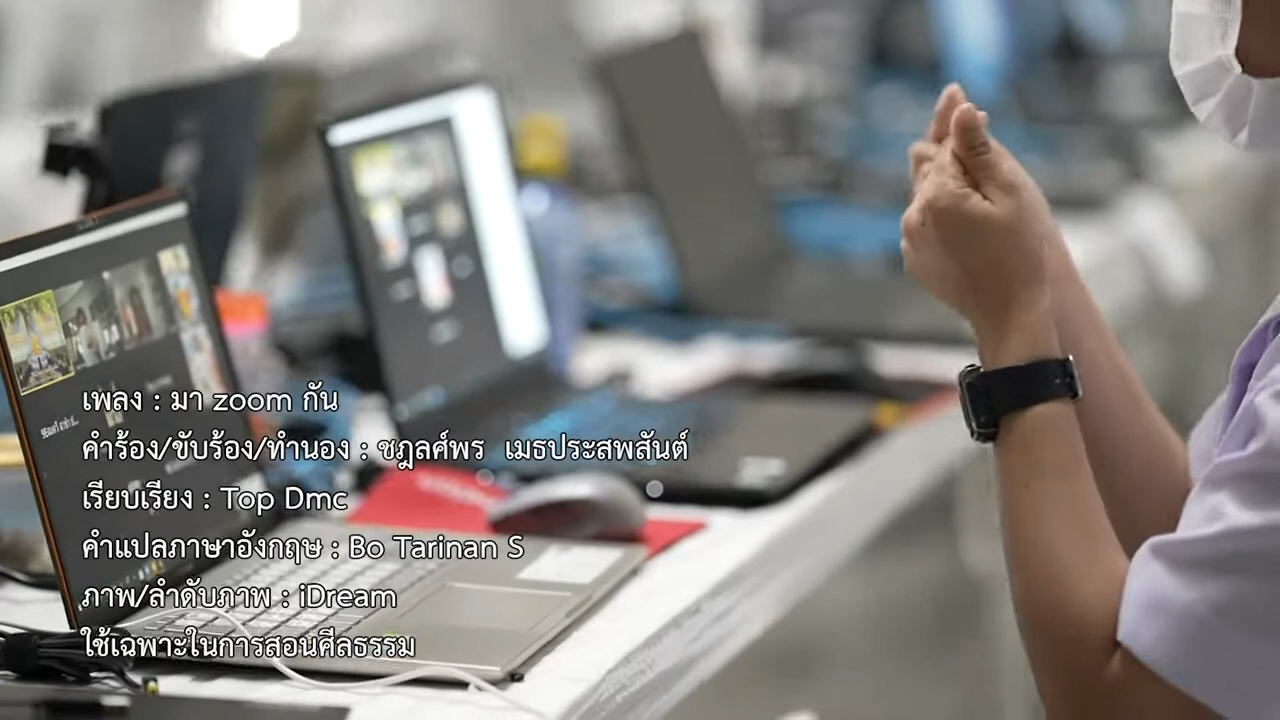 เพลง : มา zoom กัน
คำร้อง/ขับร้อง/ทำนอง : ชฎลศ์พร เมธประสพสันต์
เรียบเรียง : Top Dmc
คำแปลภาษาอังกฤษ : Bo Tarinan S
ภาพ/ลำดับภาพ : iDream
ใช้เฉพาะในการสอนศีลธรรม